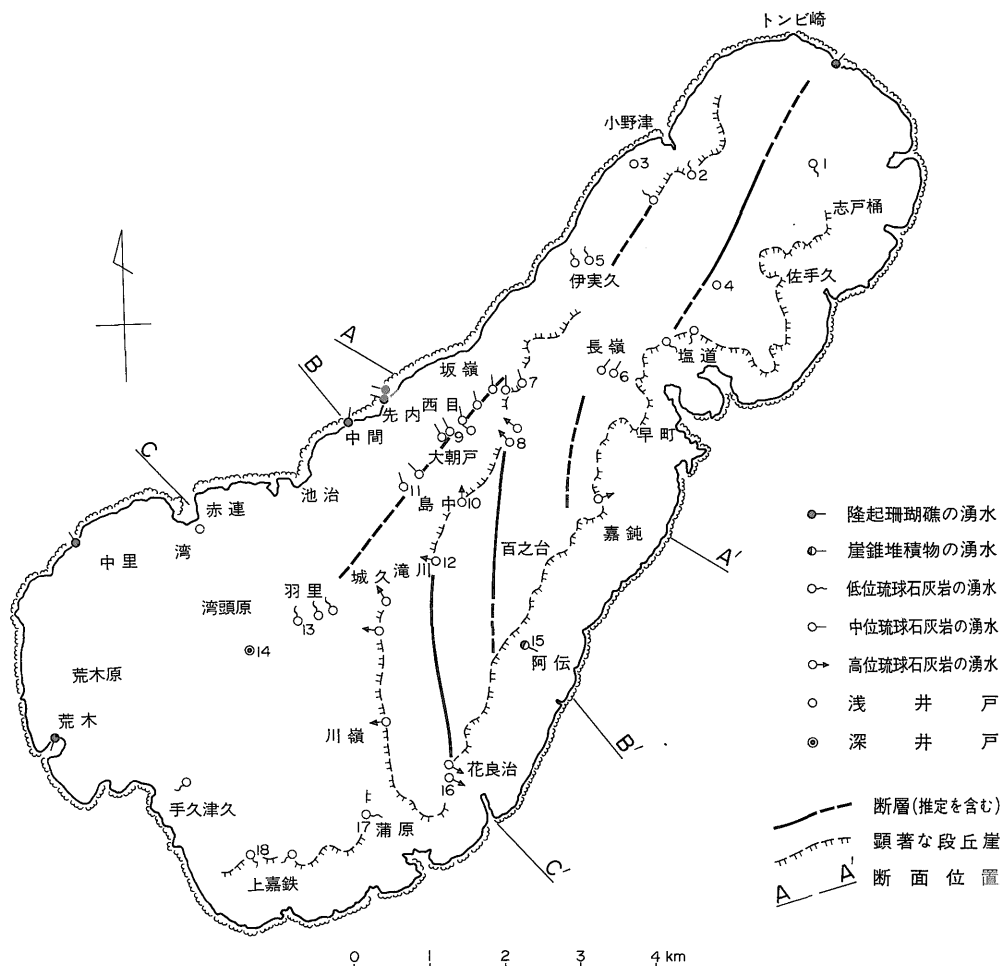 トンビ崎
小野津
3
2
1
志戸桶
5
伊実久
4
佐手久
A
B
坂嶺
長嶺
塩道
7
6
先内
西目
中間
9
8
早町
大朝戸
C
池治
11
島中
10
赤連
湾
中里
百之台
嘉鈍
A'
城久
滝川
12
羽里
湾頭原
13
14
15
阿伝
荒木原
荒木
川嶺
B'
花良治
16
手久津久
17
蒲原
18
上嘉鉄
C'
隆起珊瑚礁の湧水
崖錐堆積物の湧水
低位琉球石灰岩の湧水
中位琉球石灰岩の湧水
高位琉球石灰岩の湧水
浅井戸
深井戸
断層(推定を含む)
顕著な段丘崖
A A' 断面位置
0 1 2 3 4 km